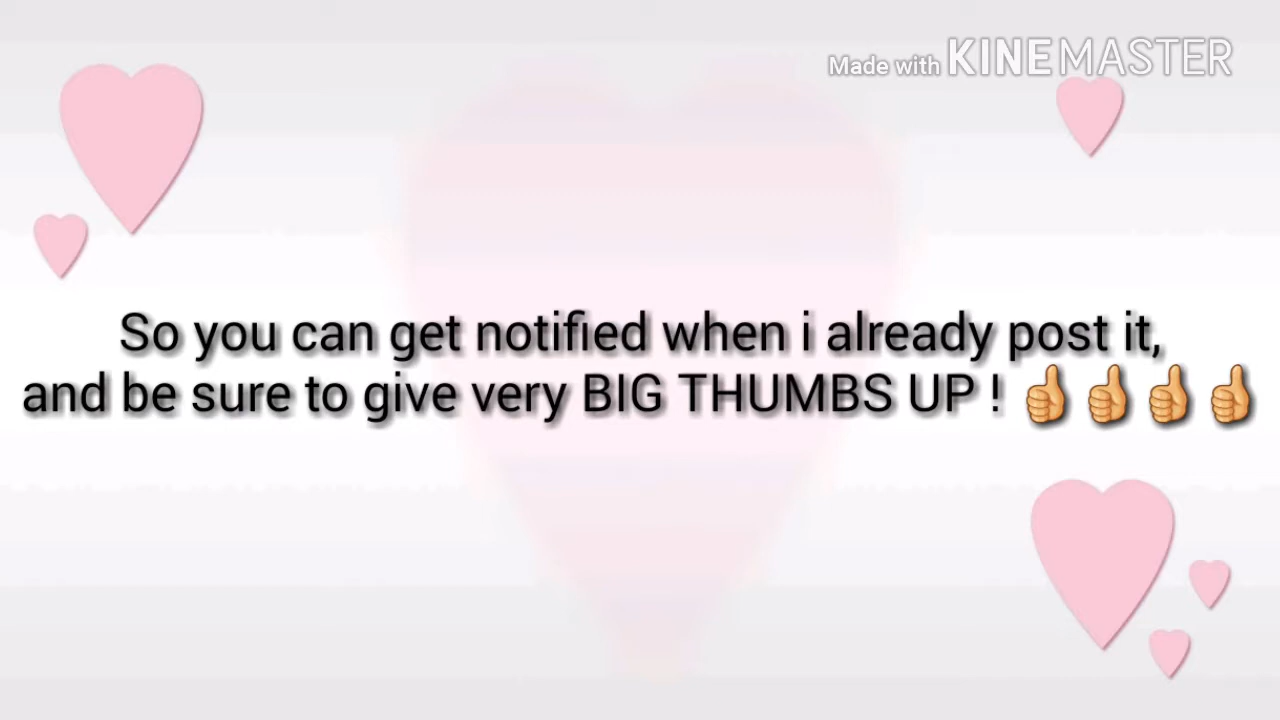 Made with KINEMASTER
So you can get notified when i already post it,
and be sure to give very BIG THUMBS UP ! 👍👍👍👍